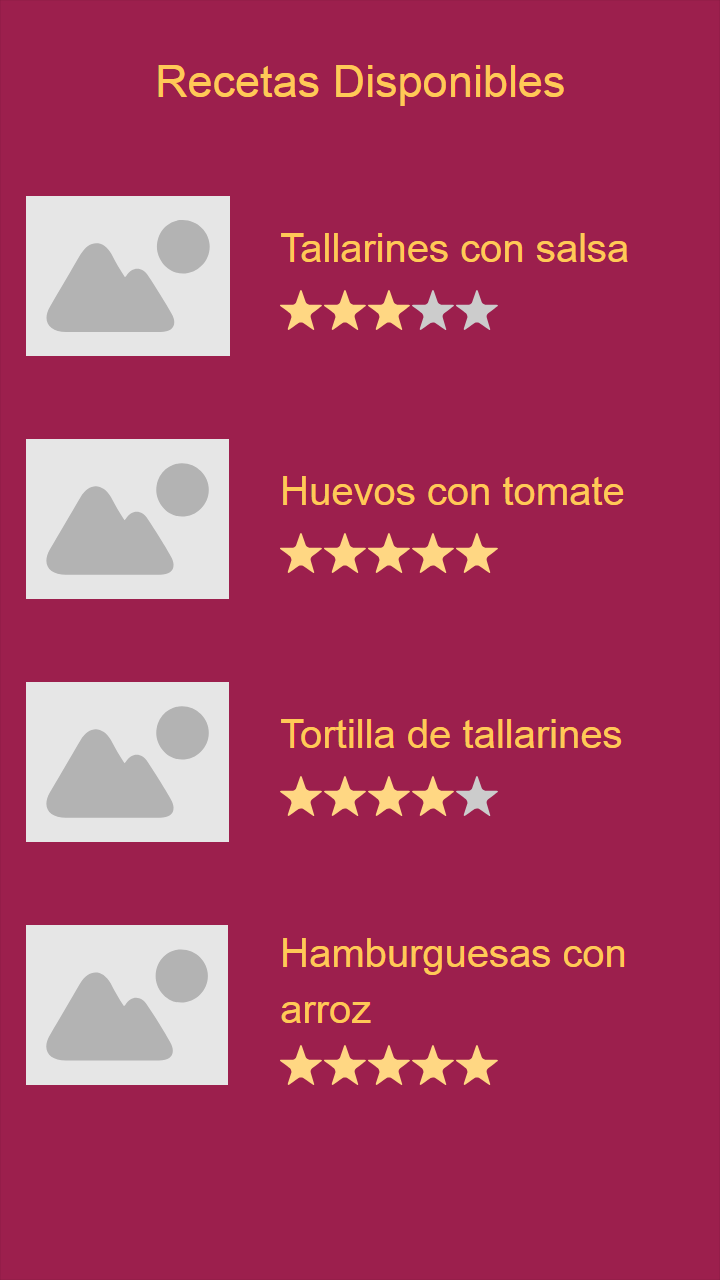 Recetas Disponibles
Tallarines con salsa
Huevos con tomate
Tortilla de tallarines
Hamburguesas con
arroz